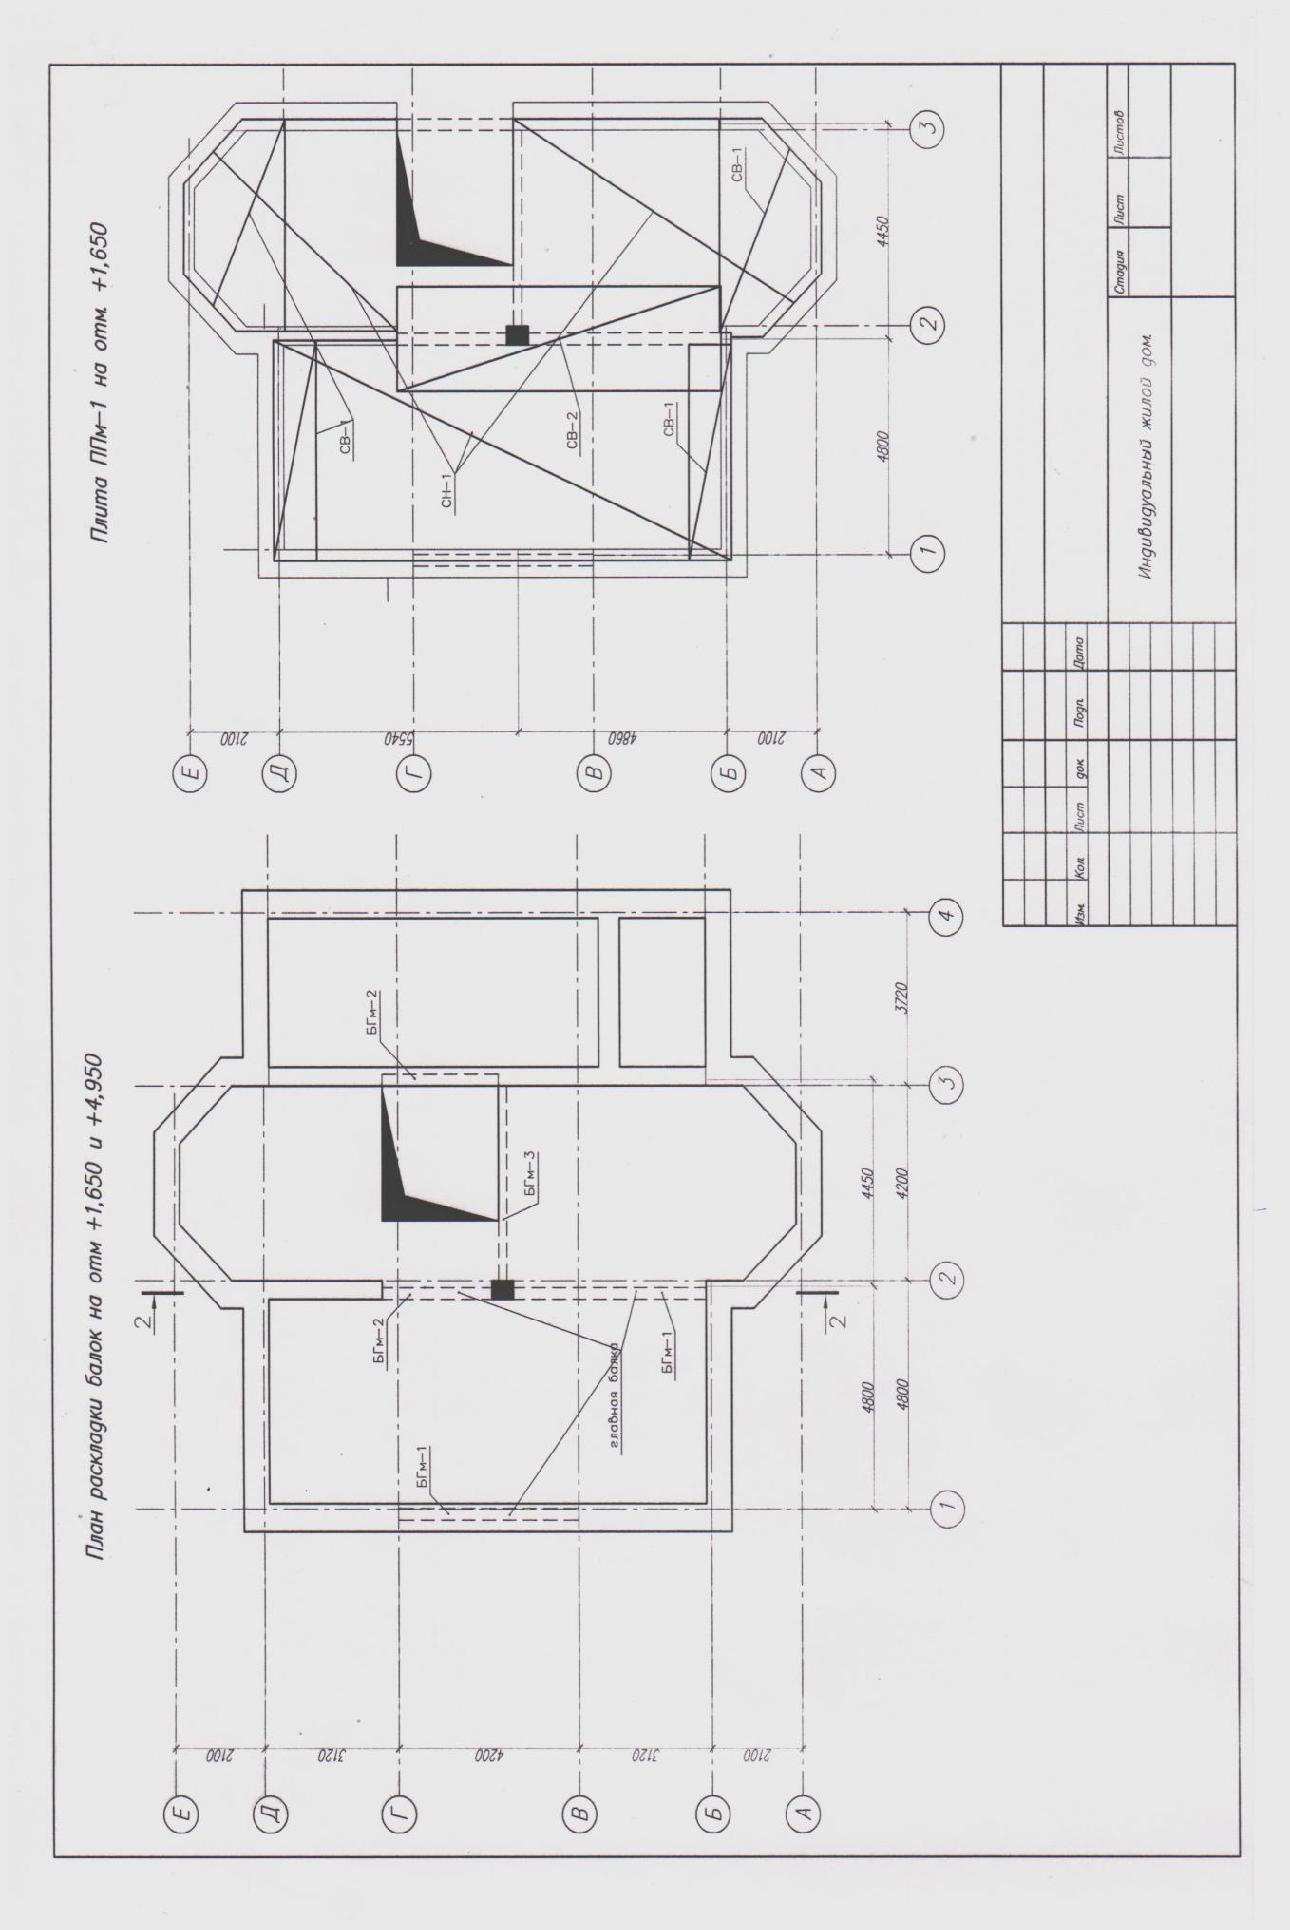 План раскладки балок на отм +1,650 и +4,950
2
2
БГм-2
БГм-1
БГм-2
БГм-3
БГм-1
главная балка
4800
4450
4800
4200
3720
1
2
3
4
2100
3120
4200
3120
2100
Е
Д
Г
В
Б
А
Плита ППм-1 на отм. +1,650
СВ-1
СН-1
СВ-2
СВ-1
СВ-1
4800
4450
1
2
3
2100
5540
4860
2100
Е
Д
Г
В
Б
А
Изм.
Кол.
Лист
док.
Подп.
Дата
Индивидуальный жилой дом.
Стадия
Лист
Листов